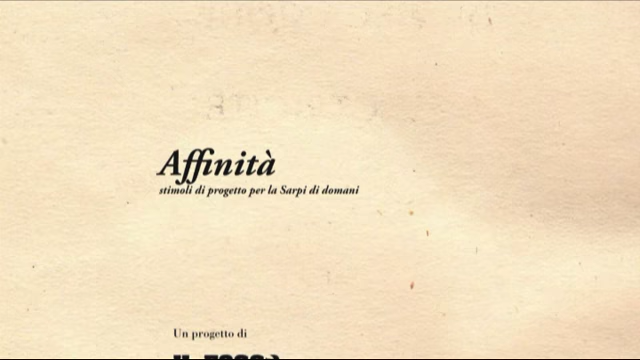 Affinità
stimoli di progetto per la Sarpi di domani
Un progetto di